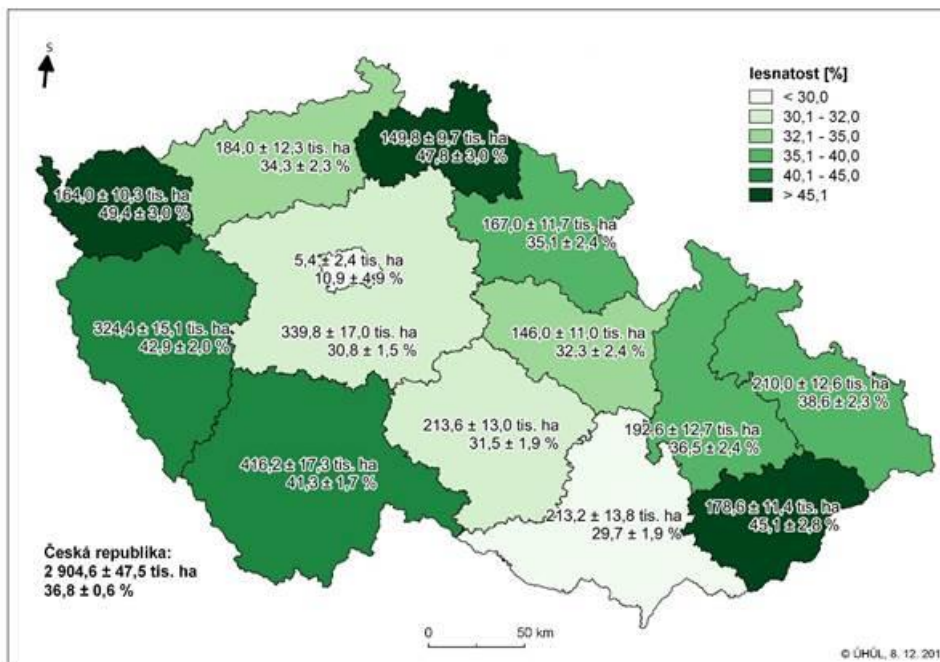 S
lesnatost [%]
< 30,0
30,1 - 32,0
32,1 - 35,0
35,1 - 40,0
40,1 - 45,0
> 45,1
184,0 ± 12,3 tis. ha
34,3 ± 2,3 %
149,8 ± 9,7 tis. ha
47,8 ± 3,0 %
164,0 ± 10,3 tis. ha
49,4 ± 3,0 %
167,0 ± 11,7 tis. ha
35,1 ± 2,4 %
5,4 ± 2,4 tis. ha
10,9 ± 4,9 %
324,4 ± 15,1 tis. ha
42,9 ± 2,0 %
339,8 ± 17,0 tis. ha
30,8 ± 1,5 %
146,0 ± 11,0 tis. ha
32,3 ± 2,4 %
210,0 ± 12,6 tis. ha
38,6 ± 2,3 %
213,6 ± 13,0 tis. ha
31,5 ± 1,9 %
192,6 ± 12,7 tis. ha
36,5 ± 2,4 %
416,2 ± 17,3 tis. ha
41,3 ± 1,7 %
213,2 ± 13,8 tis. ha
29,7 ± 1,9 %
178,6 ± 11,4 tis. ha
45,1 ± 2,8 %
Česká republika:
2 904,6 ± 47,5 tis. ha
36,8 ± 0,6 %
0 50 km
© ÚHÚL, 8. 12. 201